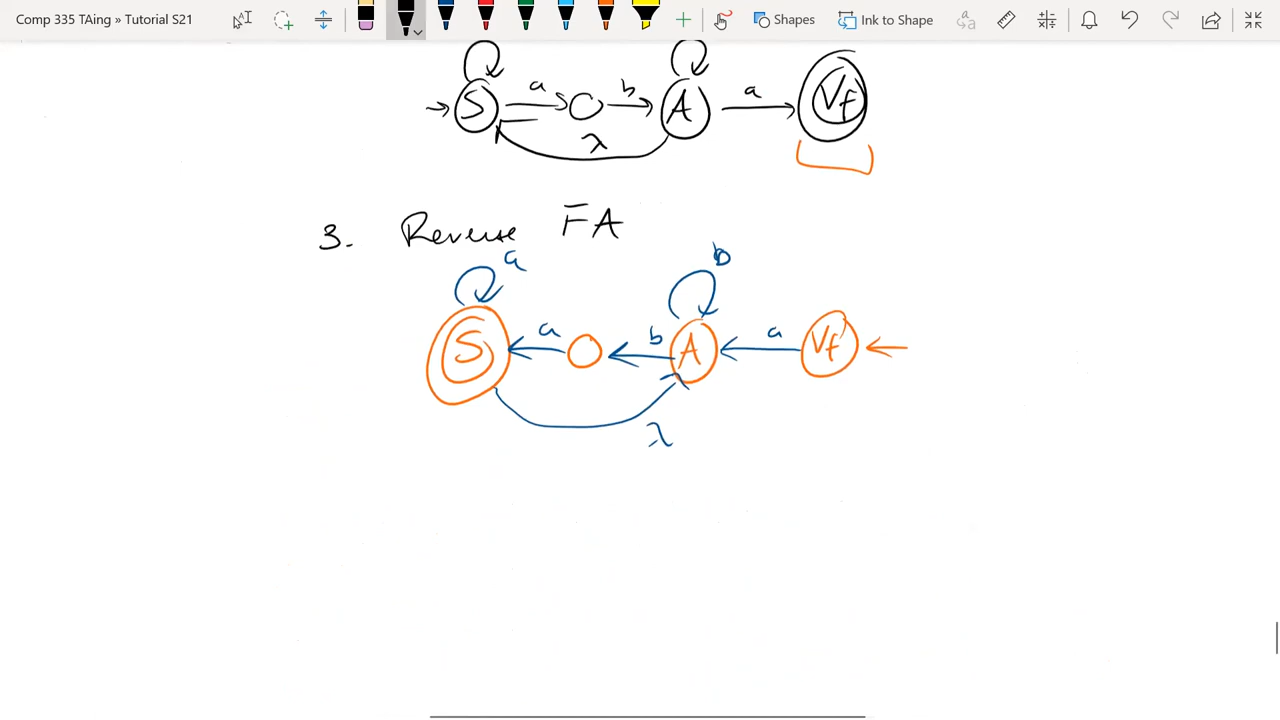 Comp 335 TAing » Tutorial S21
Shapes
Ink to Shape
S a b A a Vf
λ
3. Reverse FA
a b
S a b A a Vf
λ